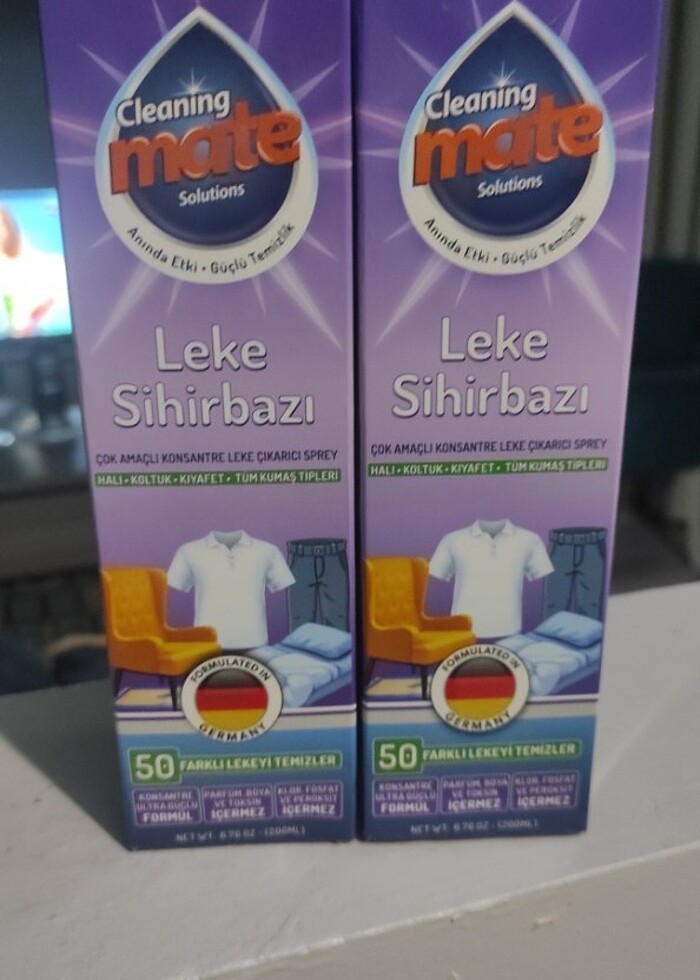 Cleaning
mate
Solutions
Anında Etki • Güçlü Temizlik
Leke
Sihirbazı
ÇOK AMAÇLI KONSANTRE LEKE ÇIKARICI SPREY
HALI • KOLTUK • KIYAFET • TÜM KUMAŞ TİPLERİ
FORMULATED IN
GERMANY
50 FARKLI LEKEYİ TEMİZLER
KONSANTRE
ULTRA GÜÇLÜ
FORMÜL
PARFÜM, BOYA
VE TOKSİN
İÇERMEZ
KLOR, FOSFAT
VE PEROKSİT
İÇERMEZ
NET WT. 6.76 OZ - (200ML)
Cleaning
mate
Solutions
Anında Etki • Güçlü Temizlik
Leke
Sihirbazı
ÇOK AMAÇLI KONSANTRE LEKE ÇIKARICI SPREY
HALI • KOLTUK • KIYAFET • TÜM KUMAŞ TİPLERİ
FORMULATED IN
GERMANY
50 FARKLI LEKEYİ TEMİZLER
KONSANTRE
ULTRA GÜÇLÜ
FORMÜL
PARFÜM, BOYA
VE TOKSİN
İÇERMEZ
KLOR, FOSFAT
VE PEROKSİT
İÇERMEZ
NET WT. 6.76 OZ - (200ML)